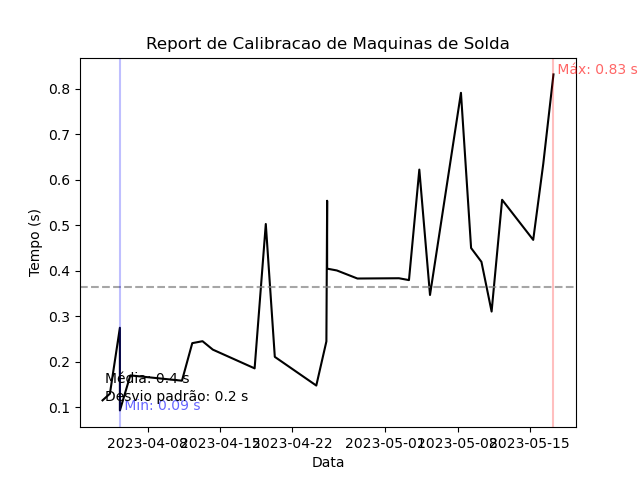 Report de Calibracao de Maquinas de Solda
Máx: 0.83 s
0.8
0.7
0.6
0.5
0.4
0.3
0.2
0.1
Tempo (s)
Média: 0.4 s
Desvio padrão: 0.2 s
Mín: 0.09 s
2023-04-08 2023-04-15 2023-04-22 2023-05-01 2023-05-08 2023-05-15
Data